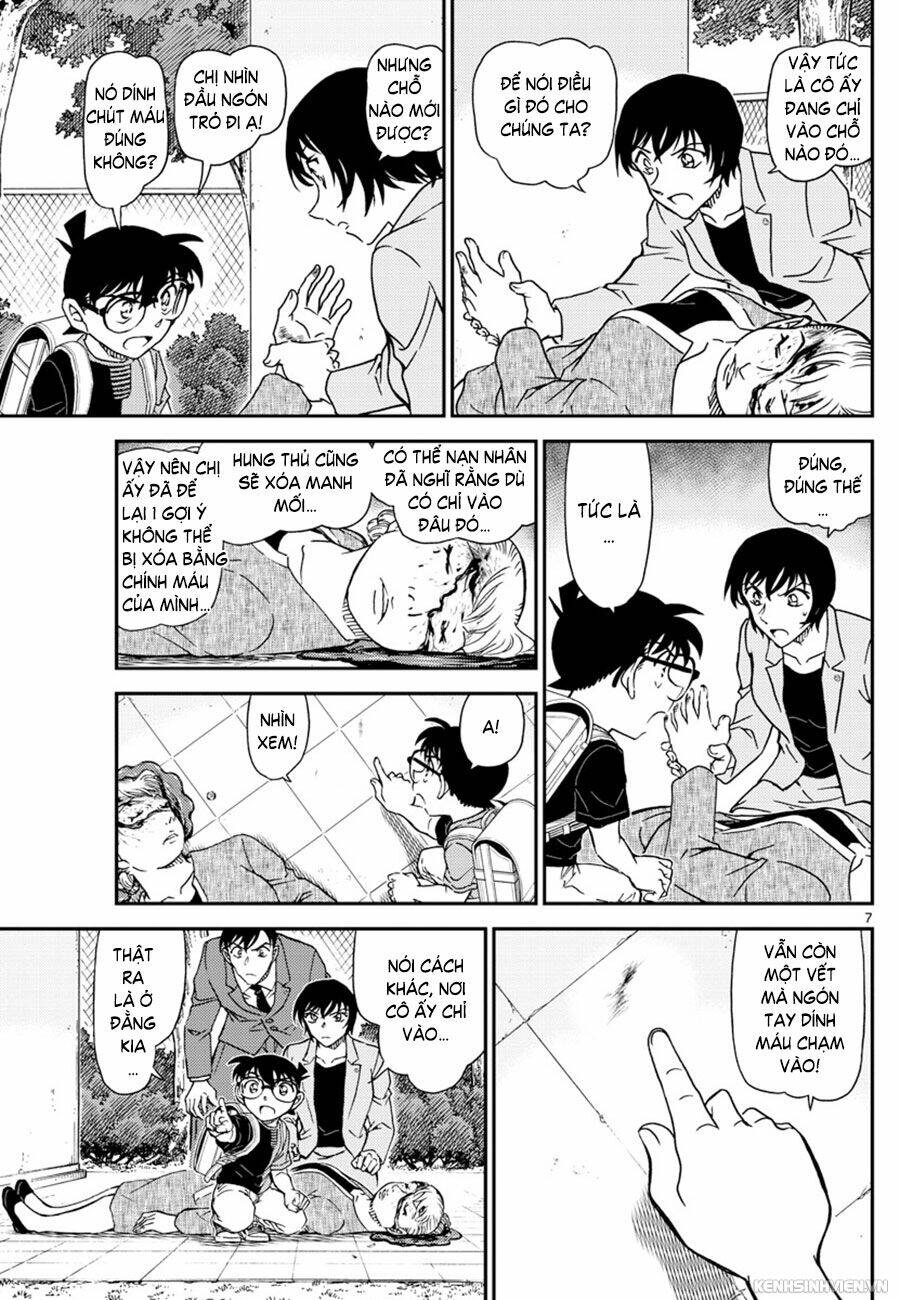 VẬY TỨC
LÀ CÔ ẤY
ĐANG CHỈ
VÀO CHỖ
NÀO ĐÓ...
ĐỂ NÓI ĐIỀU
GÌ ĐÓ CHO
CHÚNG TA?
NHƯNG
CHỖ
NÀO MỚI
ĐƯỢC?
CHỊ NHÌN
ĐẦU NGÓN
TRỎ ĐI Ạ!
NÓ DÍNH
CHÚT MÁU
ĐÚNG
KHÔNG?
ĐÚNG,
ĐÚNG THẾ
...
TỨC LÀ
...
CÓ THỂ NẠN NHÂN
ĐÃ NGHĨ RẰNG DÙ
CÓ CHỈ VÀO
ĐÂU ĐÓ...
HUNG THỦ CŨNG
SẼ XÓA MANH
MỐI...
VẬY NÊN CHỊ
ẤY ĐÃ ĐỂ
LẠI 1 GỢI Ý
KHÔNG THỂ
BỊ XÓA BẰNG
CHÍNH MÁU
CỦA MÌNH...
A!
NHÌN
XEM!
7
VẪN CÒN
MỘT VẾT
MÀ NGÓN
TAY DÍNH
MÁU CHẠM
VÀO!
NÓI CÁCH
KHÁC, NƠI
CÔ ẤY CHỈ
VÀO...
THẬT
RA
LÀ Ở
ĐẰNG
KIA
...
KENHSINHVIEN.VN